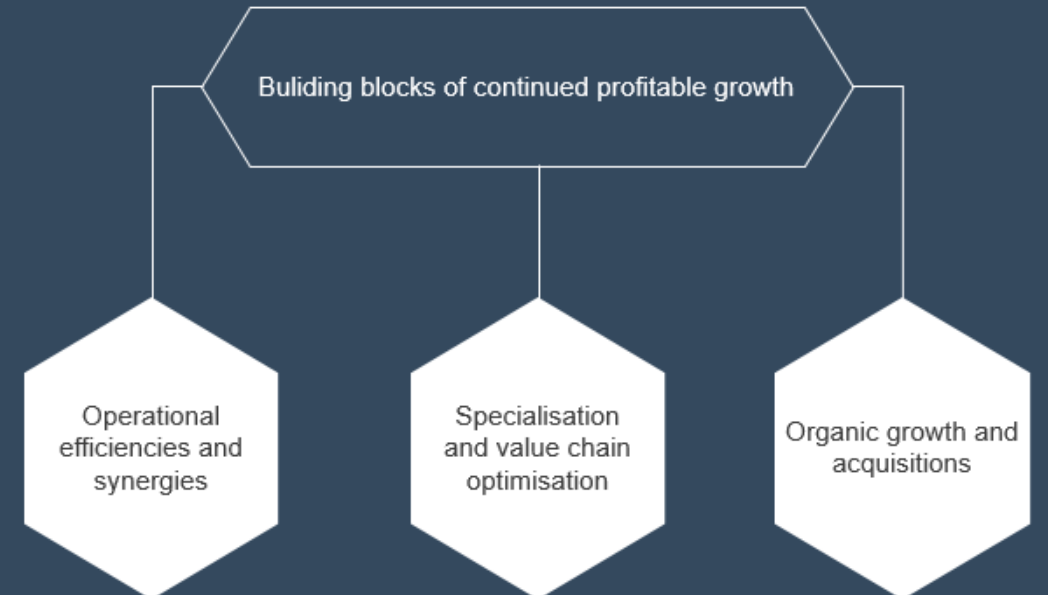 Buliding blocks of continued profitable growth
Operational
efficiencies and
synergies
Specialisation
and value chain
optimisation
Organic growth and
acquisitions